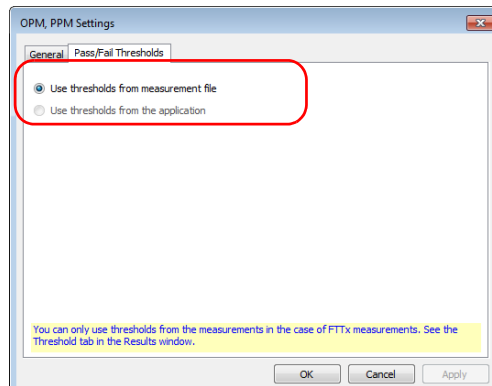 OPM, PPM Settings
General Pass/Fail Thresholds
Use thresholds from measurement file
Use thresholds from the application
You can only use thresholds from the measurements in the case of FTTx measurements. See the
Threshold tab in the Results window.
OK Cancel Apply